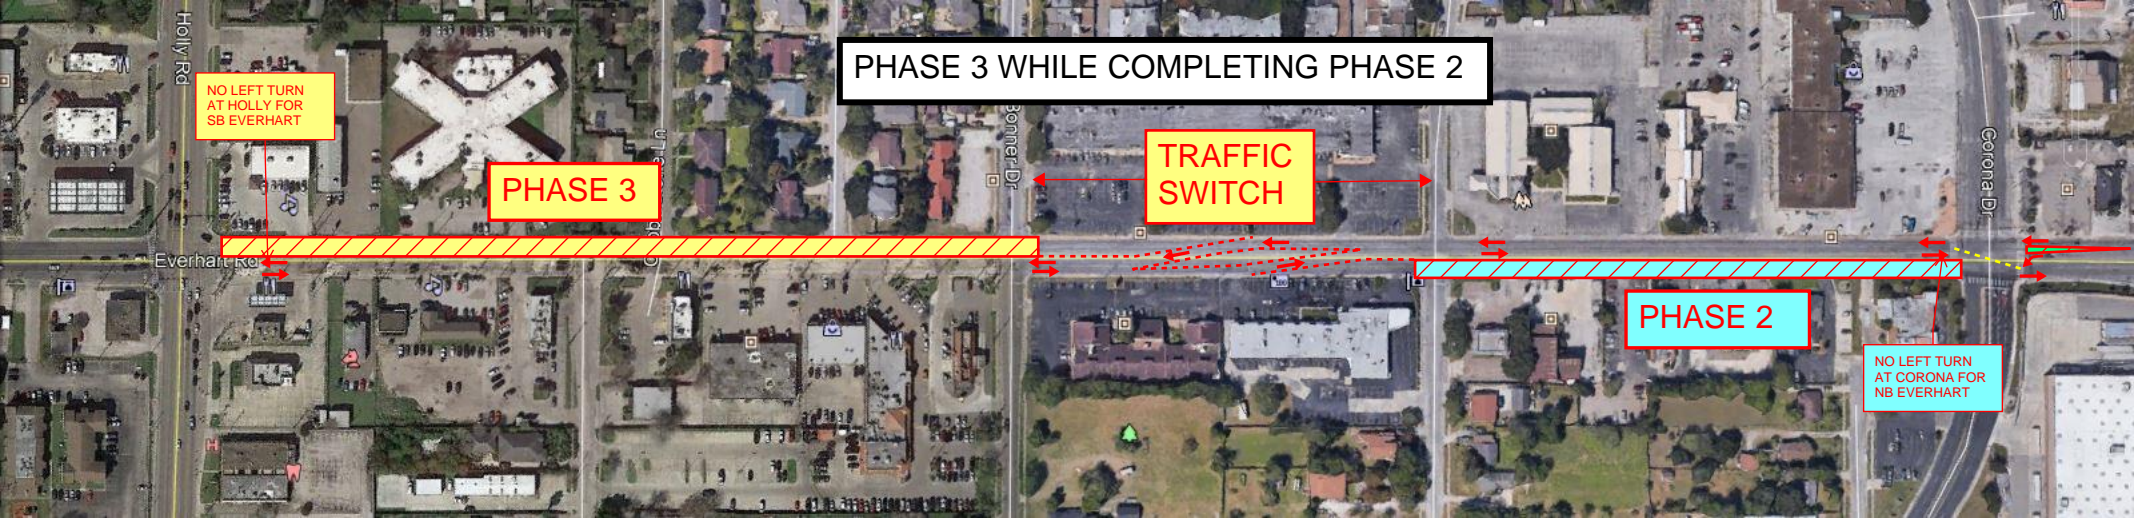 PHASE 3 WHILE COMPLETING PHASE 2
Holly Rd
NO LEFT TURN
AT HOLLY FOR
SB EVERHART
Bonner Dr
TRAFFIC
SWITCH
Corona Dr
PHASE 3
Everhart Rd
PHASE 2
NO LEFT TURN
AT CORONA FOR
NB EVERHART